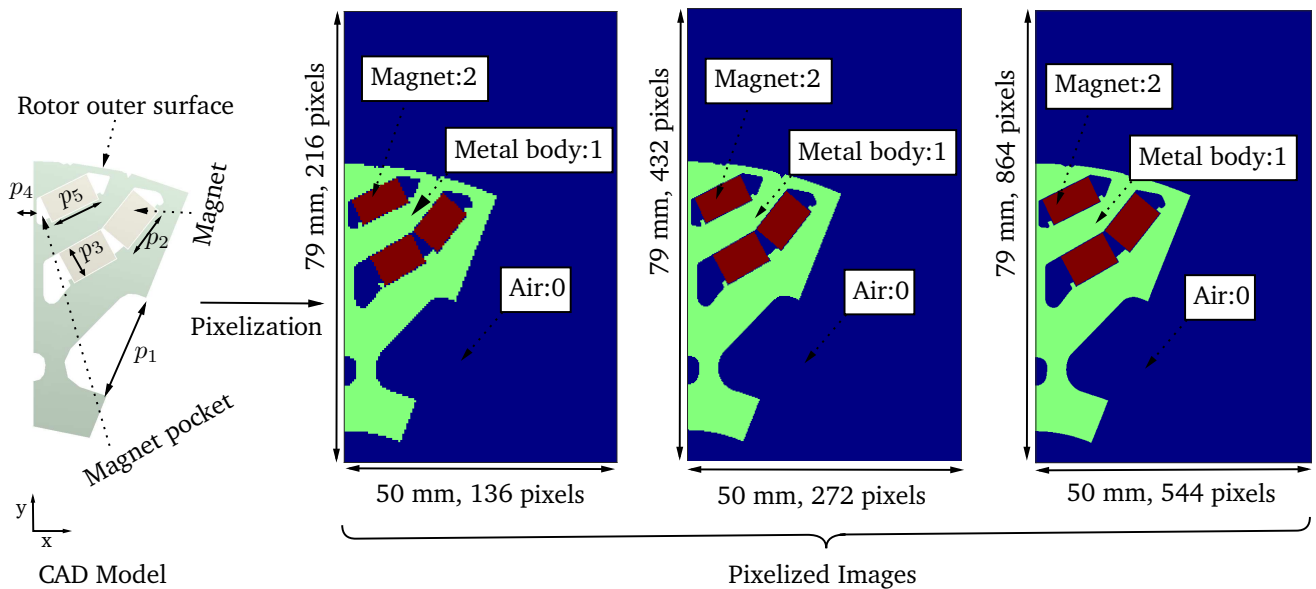 Rotor outer surface
p4
p5
Magnet
p3
p2
p1
Magnet pocket
y
x
CAD Model
Pixelization
79 mm, 216 pixels
Magnet:2
Metal body:1
Air:0
50 mm, 136 pixels
79 mm, 432 pixels
Magnet:2
Metal body:1
Air:0
50 mm, 272 pixels
79 mm, 864 pixels
Magnet:2
Metal body:1
Air:0
50 mm, 544 pixels
Pixelized Images